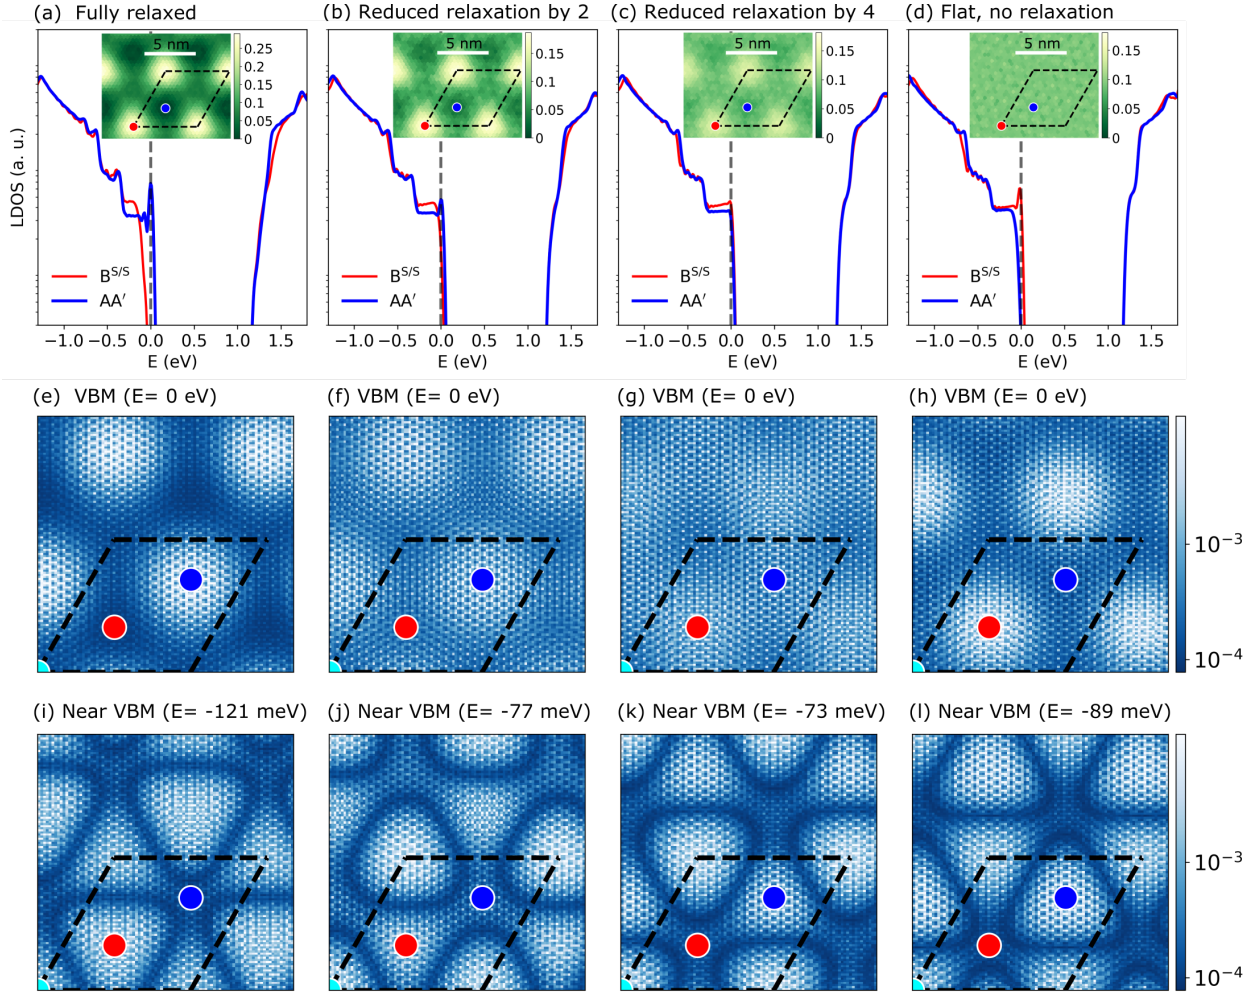 (a) Fully relaxed
(b) Reduced relaxation by 2
(c) Reduced relaxation by 4
(d) Flat, no relaxation
LDOS (a. u.)
5 nm
0.25
0.20
0.15
0.10
0.05
0
B^{S/S}
AA′
−1.0 −0.5 0.0 0.5 1.0 1.5
E (eV)
5 nm
0.15
0.10
0.05
0
B^{S/S}
AA′
−1.0 −0.5 0.0 0.5 1.0 1.5
E (eV)
5 nm
0.15
0.10
0.05
0
B^{S/S}
AA′
−1.0 −0.5 0.0 0.5 1.0 1.5
E (eV)
5 nm
0.15
0.10
0.05
0
B^{S/S}
AA′
−1.0 −0.5 0.0 0.5 1.0 1.5
E (eV)
(e) VBM (E= 0 eV)
(f) VBM (E= 0 eV)
(g) VBM (E= 0 eV)
(h) VBM (E= 0 eV)
10^{−3}
10^{−4}
(i) Near VBM (E= -121 meV)
(j) Near VBM (E= -77 meV)
(k) Near VBM (E= -73 meV)
(l) Near VBM (E= -89 meV)
10^{−3}
10^{−4}